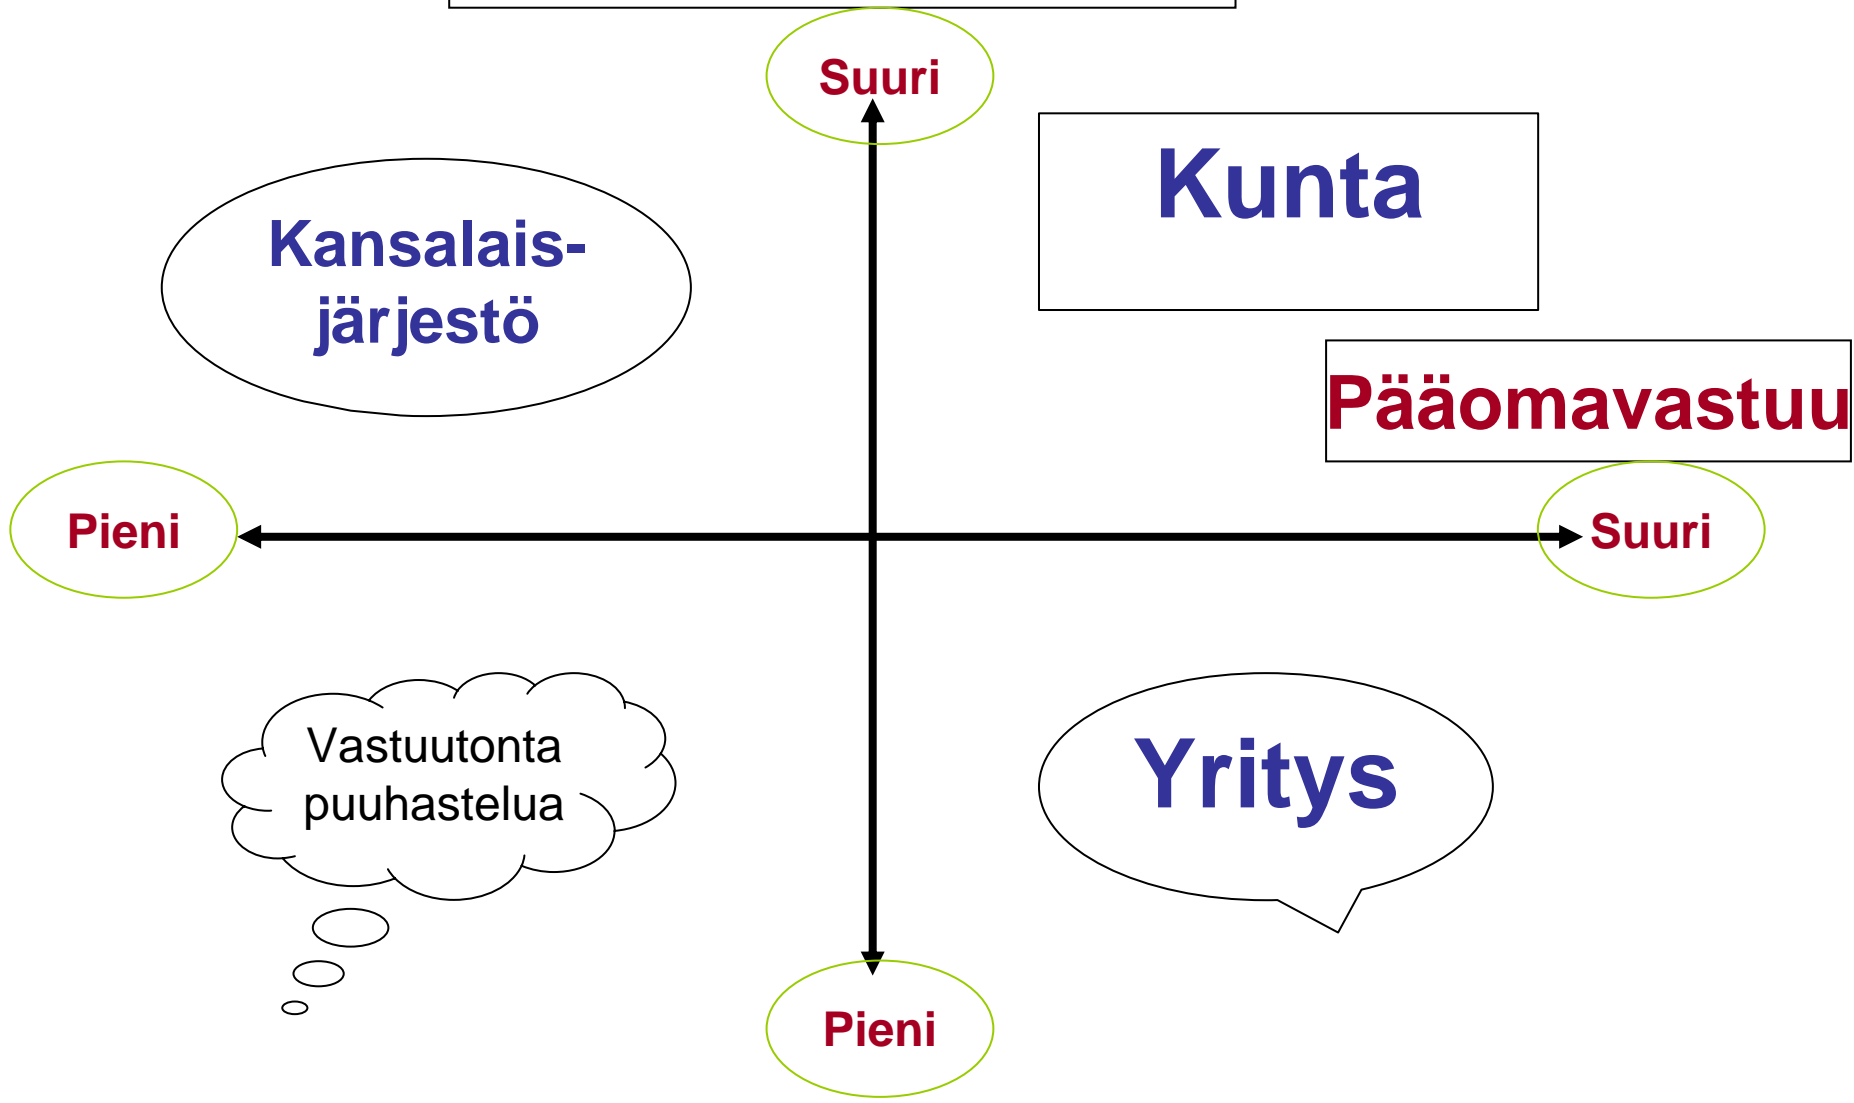 Suuri
Kunta
Kansalais-
järjestö
Pääomavastuu
Pieni
Suuri
Vastuutonta
puuhastelua
Yritys
Pieni